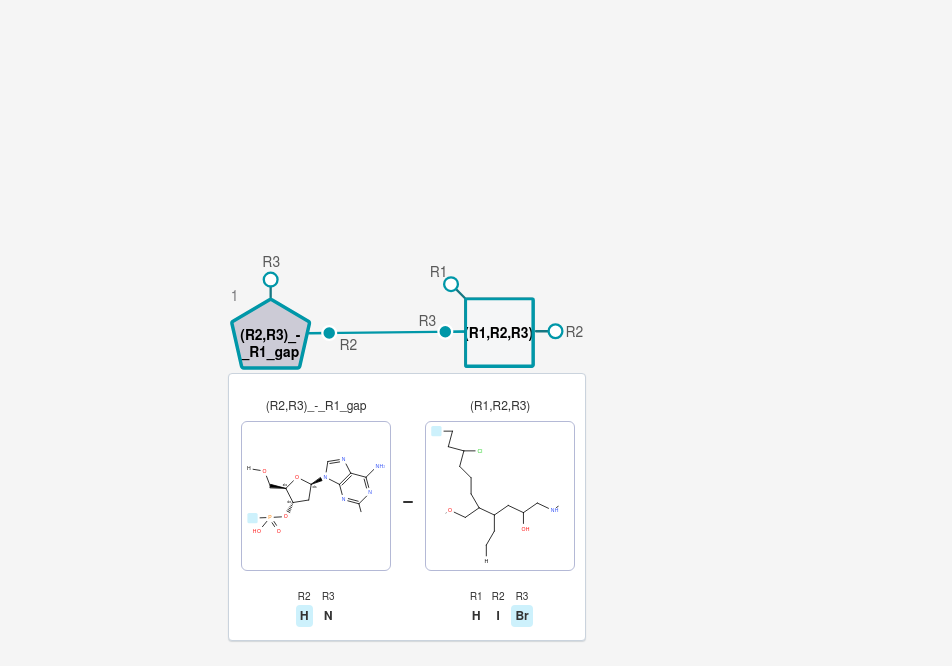 R3
R1
1
(R2,R3)_-
_R1_gap
R2
R3
(R1,R2,R3)
R2
(R2,R3)_-_R1_gap
(R1,R2,R3)
H
O
O
N
N
N
N
NH₂
O
P
HO
O
Cl
O
OH
NH
H
R2 R3
H N
R1 R2 R3
H I Br